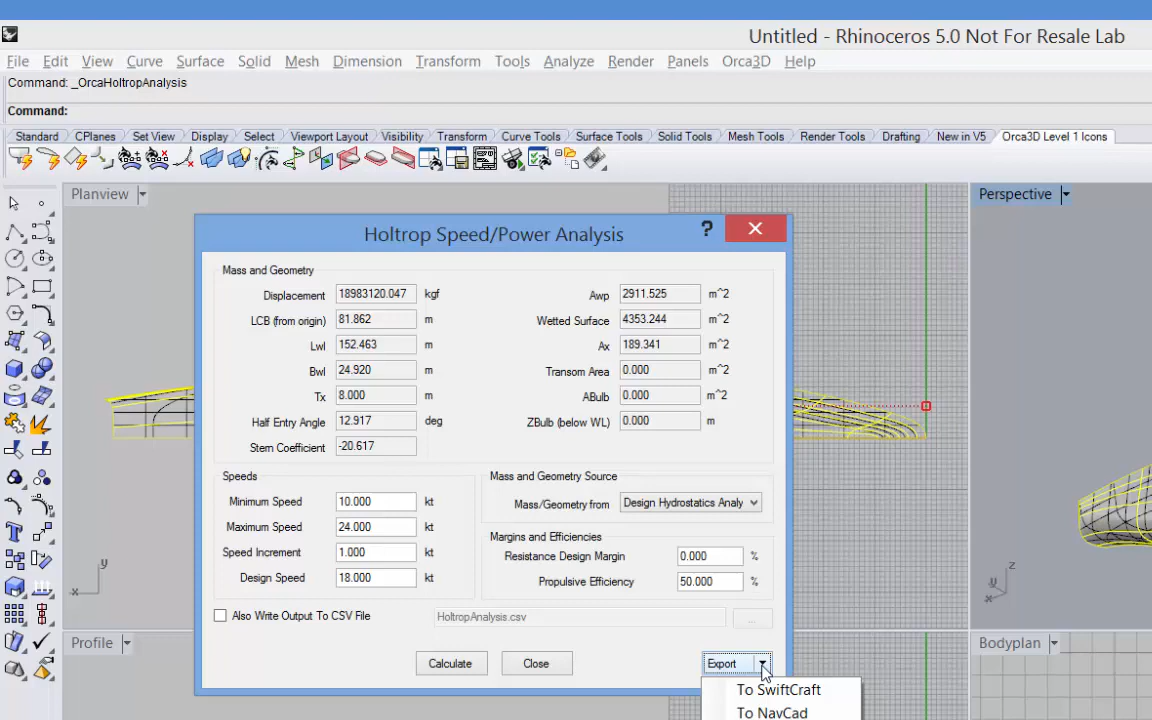 Untitled - Rhinoceros 5.0 Not For Resale Lab
File Edit View Curve Surface Solid Mesh Dimension Transform Tools Analyze Render Panels Orca3D Help
Command: _OrcaHoltropAnalysis
Command:
Standard CPlanes Set View Display Select Viewport Layout Visibility Transform Curve Tools Surface Tools Solid Tools Mesh Tools Render Tools Drafting New in V5 Orca3D Level 1 Icons
Planview
Perspective
Holtrop Speed/Power Analysis ?
Mass and Geometry
Displacement 18983120.047 kgf Awp 2911.525 m^2
LCB (from origin) 81.862 m Wetted Surface 4353.244 m^2
Lwl 152.463 m Ax 189.341 m^2
Bwl 24.920 m Transom Area 0.000 m^2
Tx 8.000 m ABulb 0.000 m^2
Half Entry Angle 12.917 deg ZBulb (below WL) 0.000 m
Stern Coefficient -20.617
Speeds
Minimum Speed 10.000 kt
Maximum Speed 24.000 kt
Speed Increment 1.000 kt
Design Speed 18.000 kt
Mass and Geometry Source
Mass/Geometry from Design Hydrostatics Analy
Margins and Efficiencies
Resistance Design Margin 0.000 %
Propulsive Efficiency 50.000 %
Also Write Output To CSV File HoltropAnalysis.csv ...
Calculate Close Export
To SwiftCraft
To NavCad
y
x
z
y
x
Profile
Bodyplan